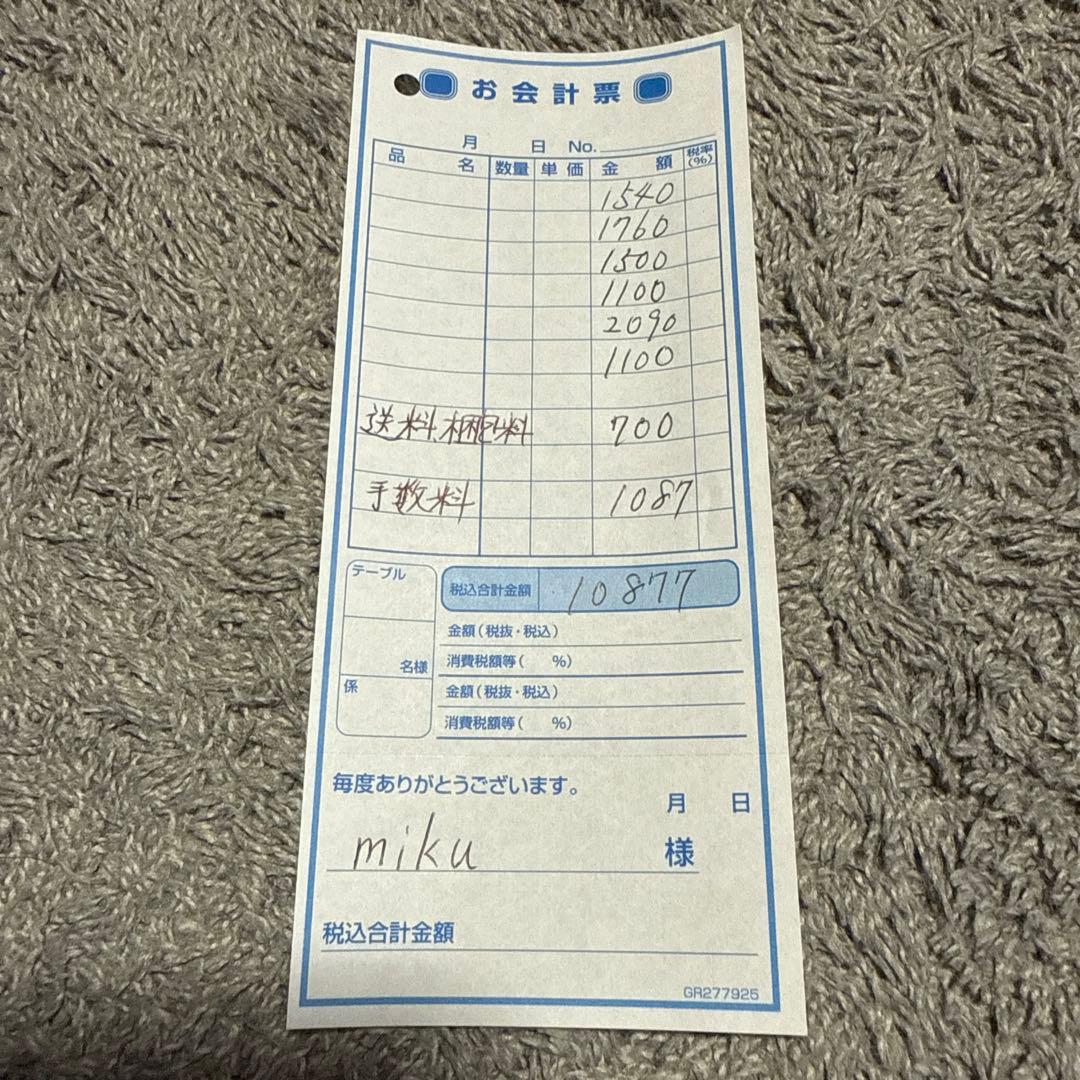 お会計票
月 日 No.
品名 数量 単価 金額 税率(%)
1540
1760
1500
1100
2090
1100
送料、梱包料 700
手数料 1087
テーブル
税込合計金額 10877
金額(税抜・税込)
名様
消費税額等( %)
係
金額(税抜・税込)
消費税額等( %)
毎度ありがとうございます。
月 日
miku 様
税込合計金額
GR277925